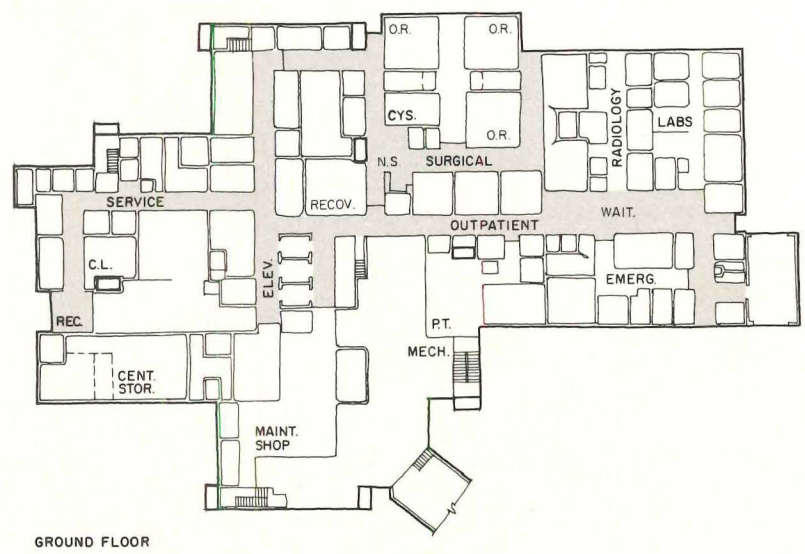 O.R.
O.R.
CYS.
O.R.
N.S.
SURGICAL
RADIOLOGY
LABS
SERVICE
RECOV.
OUTPATIENT
WAIT.
C.L.
ELEV.
EMERG.
REC.
P.T.
MECH.
CENT.
STOR.
MAINT.
SHOP
GROUND FLOOR